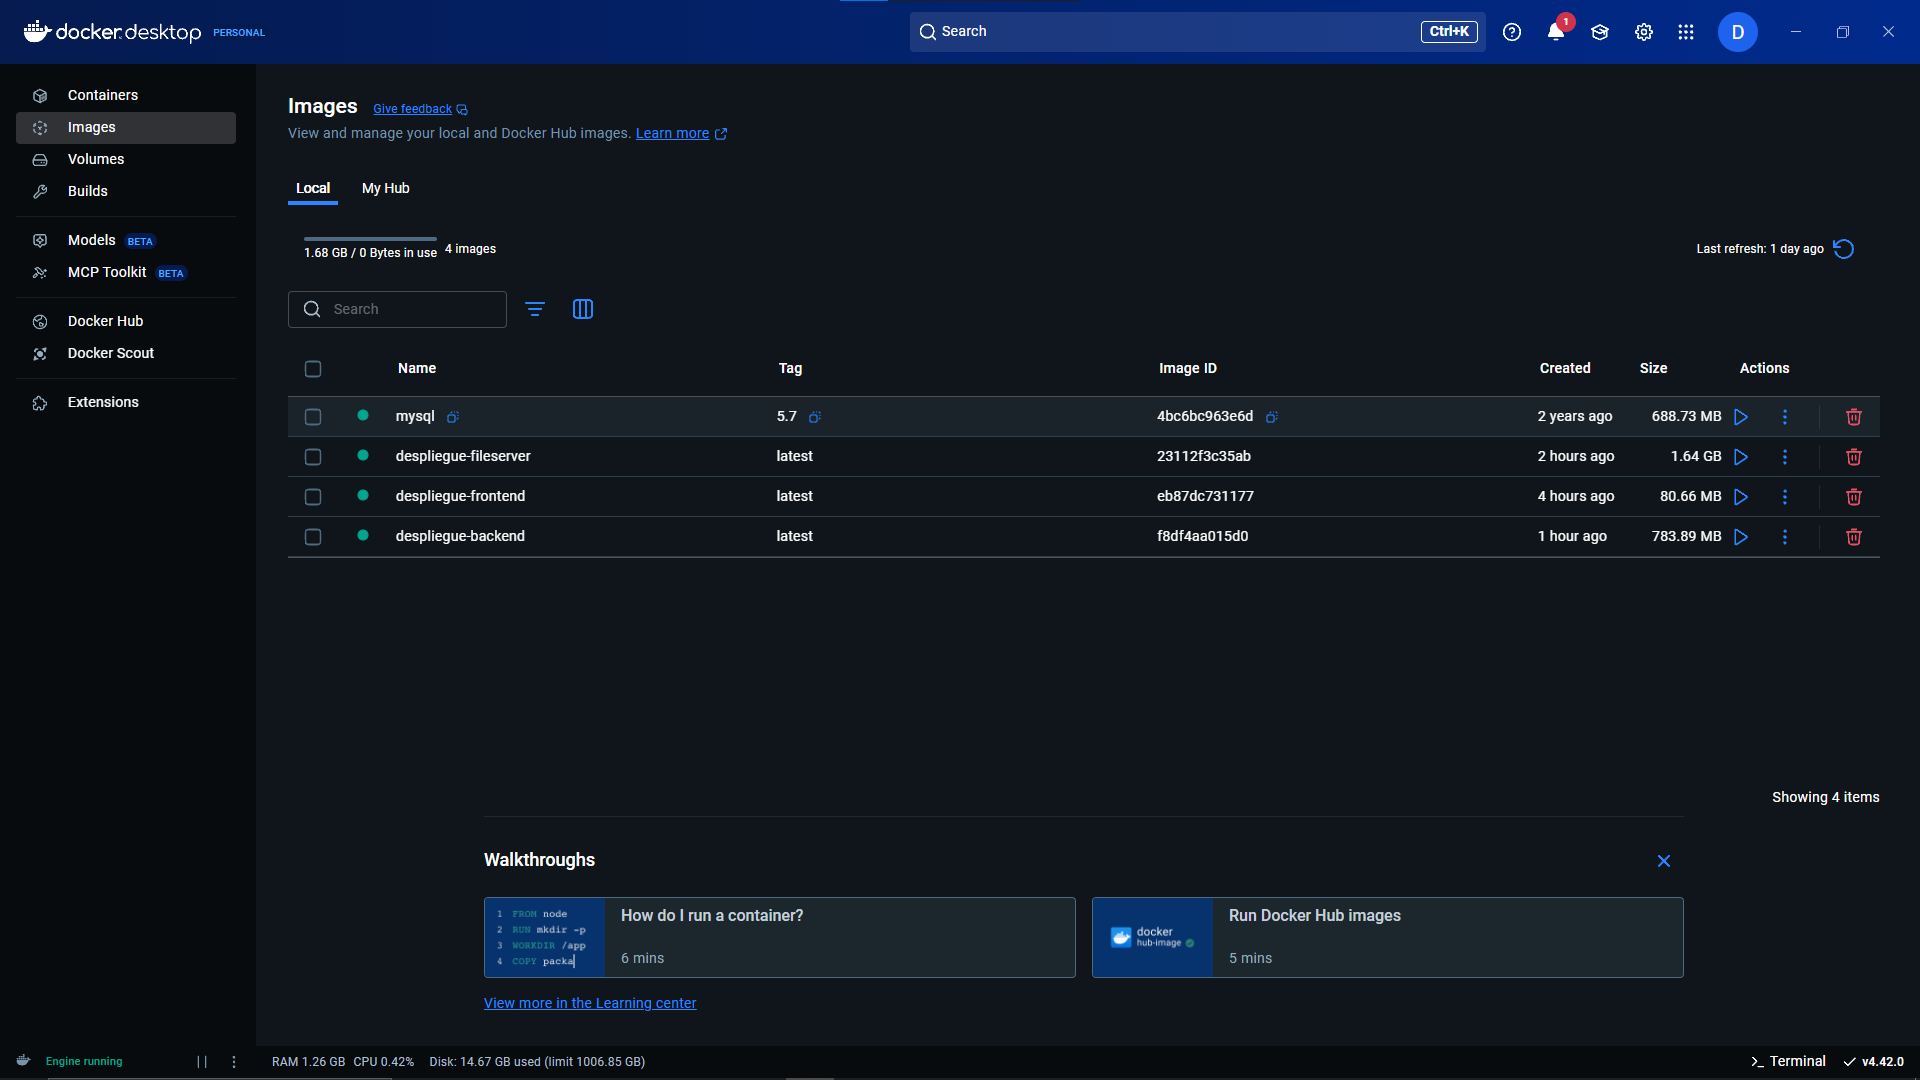 docker.desktop PERSONAL
Search Ctrl+K
1
D
Containers
Images
Volumes
Builds
Models BETA
MCP Toolkit BETA
Docker Hub
Docker Scout
Extensions
Images Give feedback
View and manage your local and Docker Hub images. Learn more
Local My Hub
1.68 GB / 0 Bytes in use 4 images
Last refresh: 1 day ago
Search
Name Tag Image ID Created Size Actions
mysql 5.7 4bc6bc963e6d 2 years ago 688.73 MB
despliegue-fileserver latest 23112f3c35ab 2 hours ago 1.64 GB
despliegue-frontend latest eb87dc731177 4 hours ago 80.66 MB
despliegue-backend latest f8df4aa015d0 1 hour ago 783.89 MB
Showing 4 items
Walkthroughs
1 FROM node
2 RUN mkdir -p
3 WORKDIR /app
4 COPY packa
How do I run a container?
6 mins
docker
hub-image
Run Docker Hub images
5 mins
View more in the Learning center
Engine running
RAM 1.26 GB CPU 0.42% Disk: 14.67 GB used (limit 1006.85 GB)
>_ Terminal v4.42.0